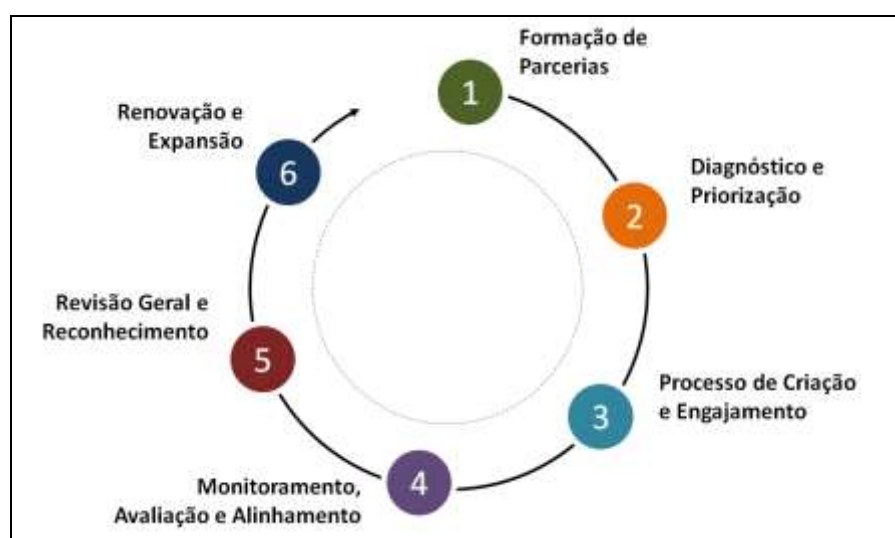 1
Formação de
Parcerias
2
Diagnóstico e
Priorização
3
Processo de Criação
e Engajamento
4
Monitoramento,
Avaliação e Alinhamento
5
Revisão Geral e
Reconhecimento
6
Renovação e
Expansão